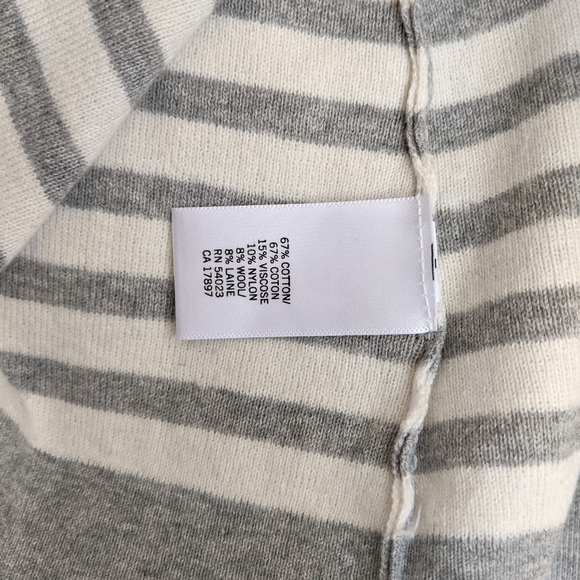 67% COTTON/
67% COTON
15% VISCOSE
10% NYLON
8% WOOL/
8% LAINE
RN 54023
CA 17897